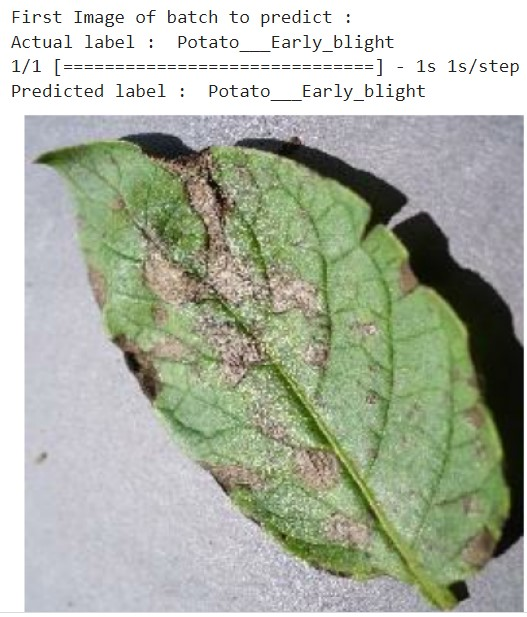 First Image of batch to predict :
Actual label :  Potato___Early_blight
1/1 [==============================] - 1s 1s/step
Predicted label :  Potato___Early_blight